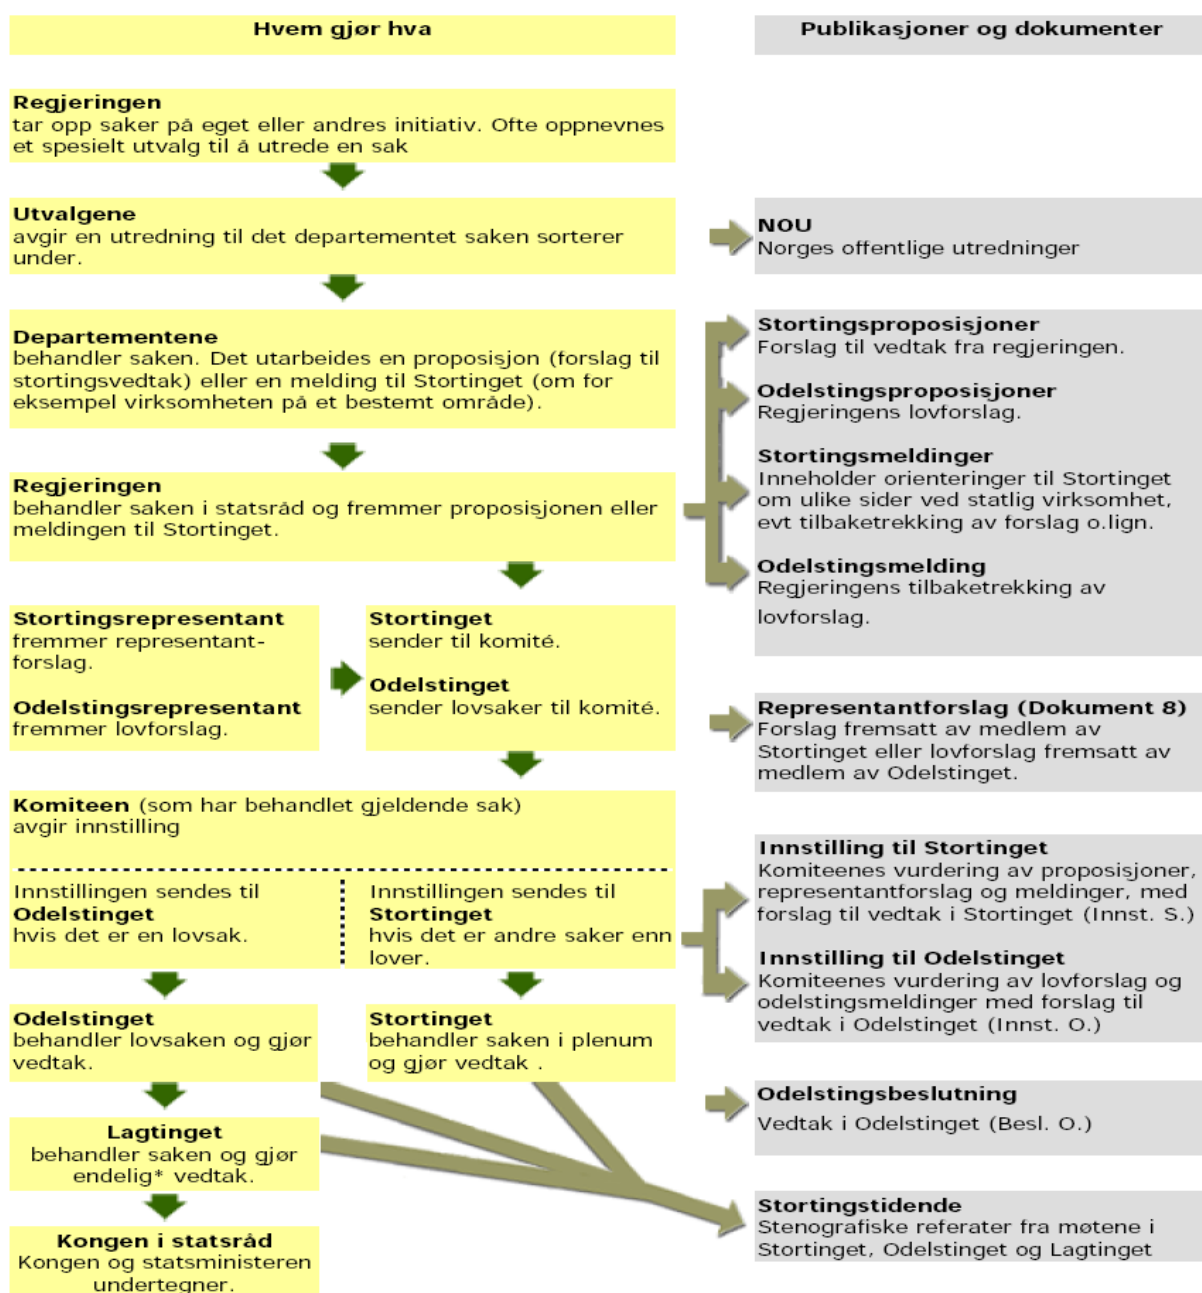 Hvem gjør hva
Publikasjoner og dokumenter
Regjeringen
tar opp saker på eget eller andres initiativ. Ofte oppnevnes
et spesielt utvalg til å utrede en sak
Utvalgene
avgir en utredning til det departementet saken sorterer
under.
NOU
Norges offentlige utredninger
Departementene
behandler saken. Det utarbeides en proposisjon (forslag til
stortingsvedtak) eller en melding til Stortinget (om for
eksempel virksomheten på et bestemt område).
Regjeringen
behandler saken i statsråd og fremmer proposisjonen eller
meldingen til Stortinget.
Stortingsproposisjoner
Forslag til vedtak fra regjeringen.
Odelstingsproposisjoner
Regjeringens lovforslag.
Stortingsmeldinger
Inneholder orienteringer til Stortinget
om ulike sider ved statlig virksomhet,
evt tilbaketrekking av forslag o.lign.
Odelstingsmelding
Regjeringens tilbaketrekking av
lovforslag.
Stortingsrepresentant
fremmer representant-
forslag.
Odelstingsrepresentant
fremmer lovforslag.
Stortinget
sender til komité.
Odelstinget
sender lovsaker til komité.
Representantforslag (Dokument 8)
Forslag fremsatt av medlem av
Stortinget eller lovforslag fremsatt av
medlem av Odelstinget.
Komiteen (som har behandlet gjeldende sak)
avgir innstilling
Innstillingen sendes til
Odelstinget
hvis det er en lovsak.
Innstillingen sendes til
Stortinget
hvis det er andre saker enn
lover.
Innstilling til Stortinget
Komiteenes vurdering av proposisjoner,
representantforslag og meldinger, med
forslag til vedtak i Stortinget (Innst. S.)
Innstilling til Odelstinget
Komiteenes vurdering av lovforslag og
odelstingsmeldinger med forslag til
vedtak i Odelstinget (Innst. O.)
Odelstinget
behandler lovsaken og gjør
vedtak.
Stortinget
behandler saken i plenum
og gjør vedtak .
Odelstingsbeslutning
Vedtak i Odelstinget (Besl. O.)
Lagtinget
behandler saken og gjør
endelig* vedtak.
Stortingstidende
Stenografiske referater fra møtene i
Stortinget, Odelstinget og Lagtinget
Kongen i statsråd
Kongen og statsministeren
undertegner.